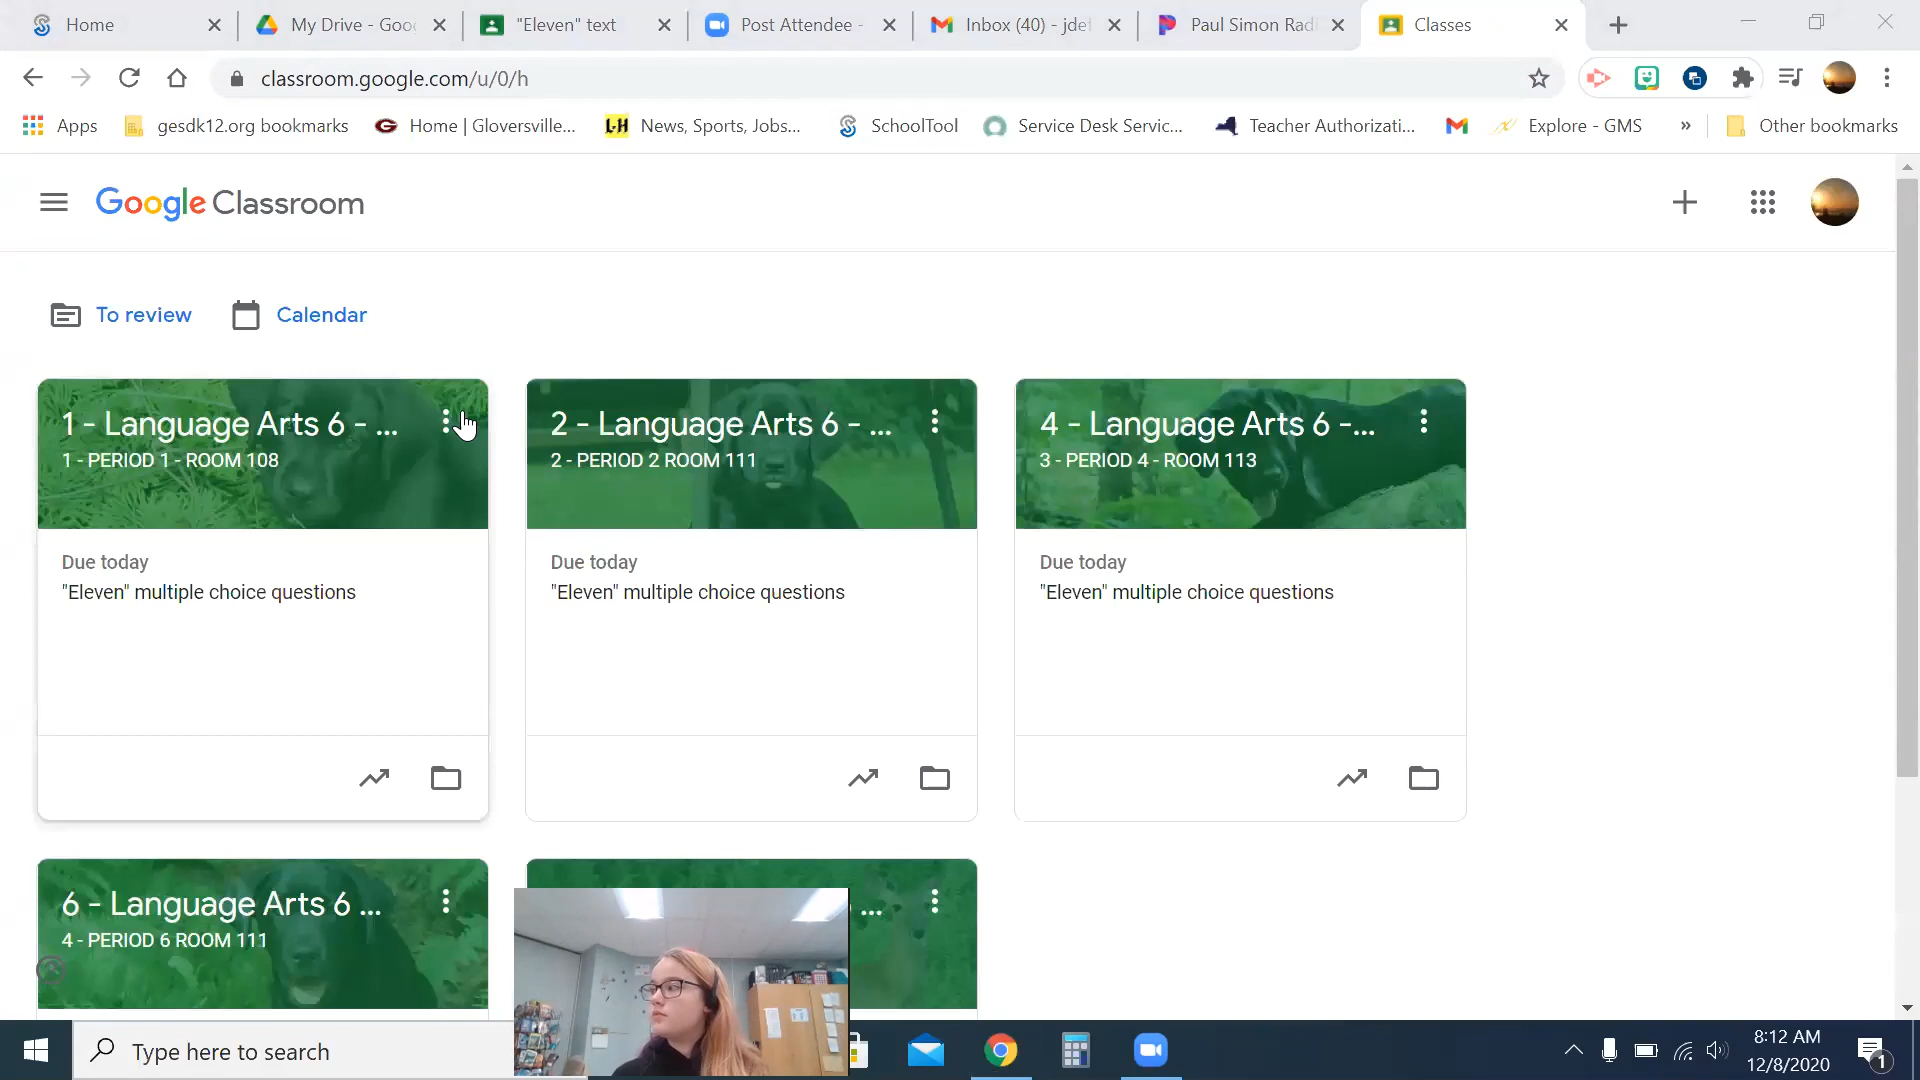 Home
My Drive - Goo
"Eleven" text
Post Attendee -
Inbox (40) - jde
Paul Simon Radi
Classes
classroom.google.com/u/0/h
Apps
gesdk12.org bookmarks
Home | Gloversville...
L-H
News, Sports, Jobs...
SchoolTool
Service Desk Servic...
Teacher Authorizati...
Explore - GMS
»
Other bookmarks
Google Classroom
To review
Calendar
1 - Language Arts 6 - ...
1 - PERIOD 1 - ROOM 108
Due today
"Eleven" multiple choice questions
2 - Language Arts 6 - ...
2 - PERIOD 2 ROOM 111
Due today
"Eleven" multiple choice questions
4 - Language Arts 6 -...
3 - PERIOD 4 - ROOM 113
Due today
"Eleven" multiple choice questions
6 - Language Arts 6 ...
4 - PERIOD 6 ROOM 111
...
Type here to search
8:12 AM
12/8/2020
1